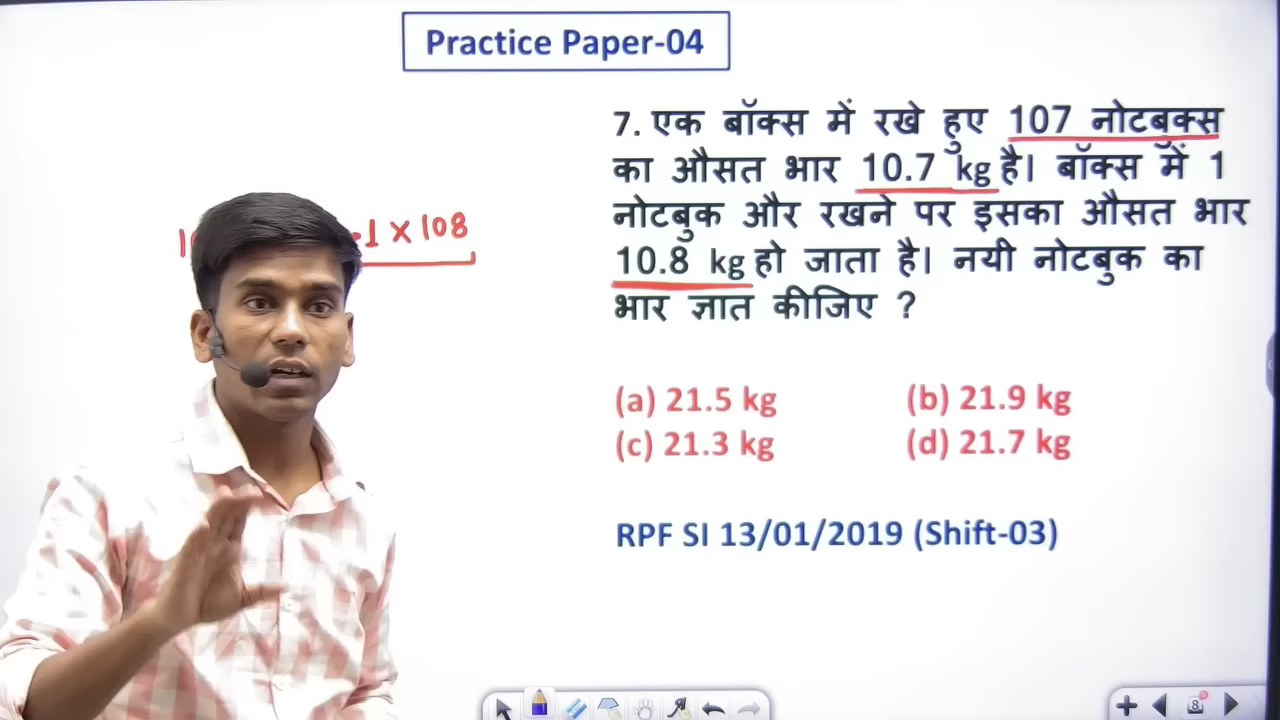 Practice Paper-04
7. एक बॉक्स में रखे हुए 107 नोटबुक्स
का औसत भार 10.7 kg है। बॉक्स में 1
नोटबुक और रखने पर इसका औसत भार
10.8 kg हो जाता है। नयी नोटबुक का
भार ज्ञात कीजिए ?
.1 × 108
(a) 21.5 kg (b) 21.9 kg
(c) 21.3 kg (d) 21.7 kg
RPF SI 13/01/2019 (Shift-03)
8